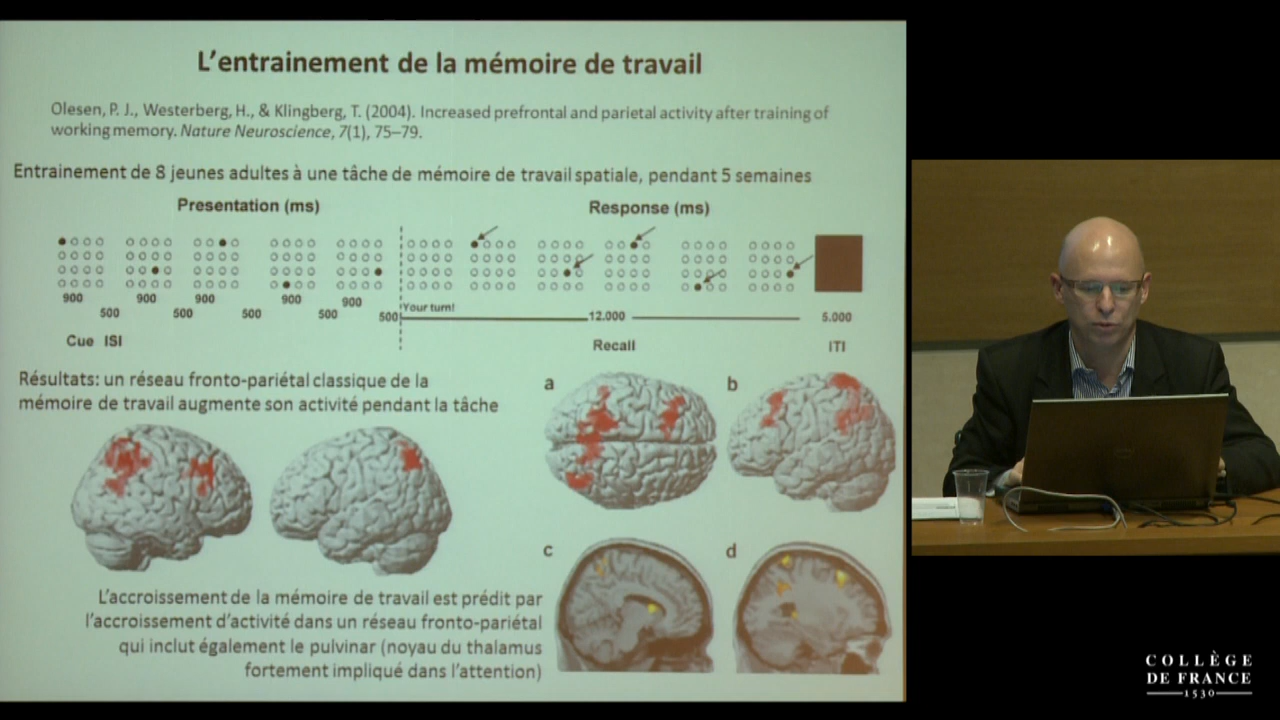 L'entrainement de la mémoire de travail
Olesen, P. J., Westerberg, H., & Klingberg, T. (2004). Increased prefrontal and parietal activity after training of
working memory. Nature Neuroscience, 7(1), 75–79.
Entrainement de 8 jeunes adultes à une tâche de mémoire de travail spatiale, pendant 5 semaines
Presentation (ms)
Response (ms)
900
900
900
900
900
500
500
500
500
500
Your turn!
12.000
5.000
Cue ISI
Recall
ITI
Résultats: un réseau fronto-pariétal classique de la
mémoire de travail augmente son activité pendant la tâche
a
b
c
d
L'accroissement de la mémoire de travail est prédit par
l'accroissement d'activité dans un réseau fronto-pariétal
qui inclut également le pulvinar (noyau du thalamus
fortement impliqué dans l'attention)
COLLÈGE
DE FRANCE
1530